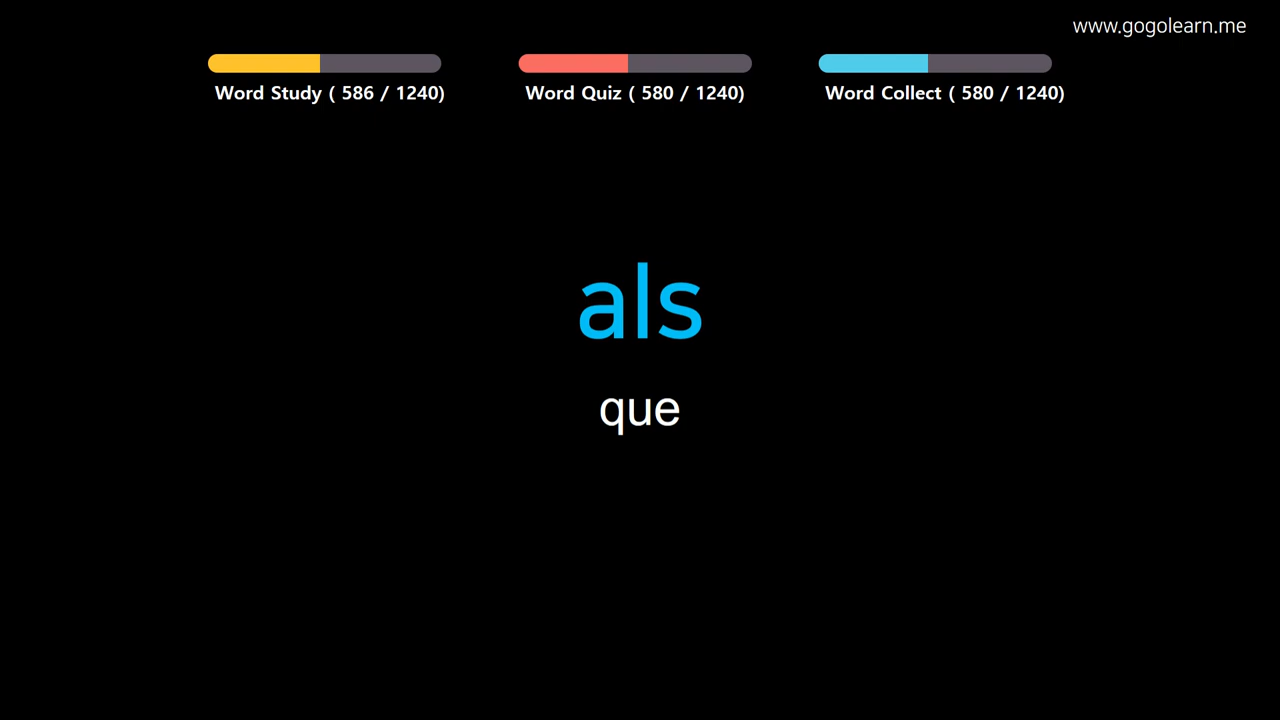 www.gogolearn.me
Word Study ( 586 / 1240)
Word Quiz ( 580 / 1240)
Word Collect ( 580 / 1240)
als
que